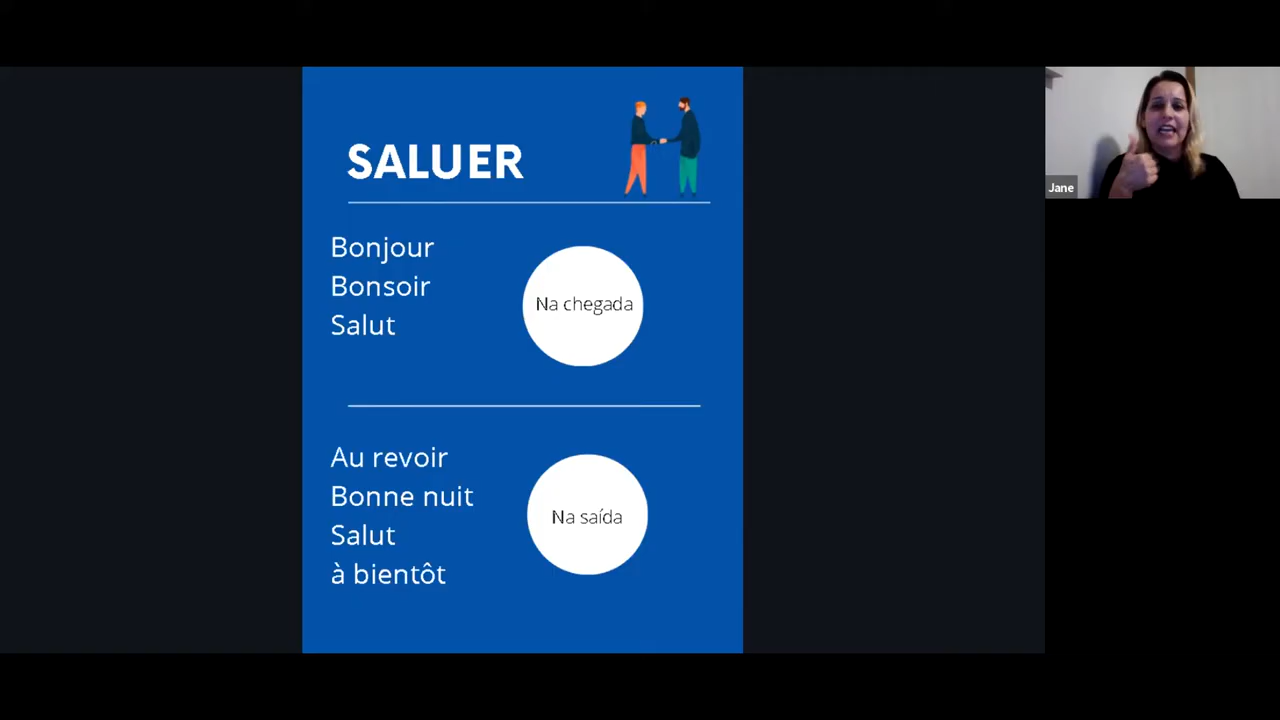 SALUER
Bonjour
Bonsoir
Salut
Na chegada
Au revoir
Bonne nuit
Salut
à bientôt
Na saída
Jane